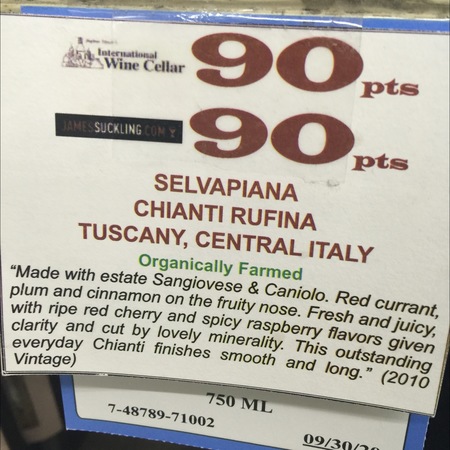 International
Wine Cellar
90 pts
JAMESSUCKLING.COM
90 pts
SELVAPIANA
CHIANTI RUFINA
TUSCANY, CENTRAL ITALY
Organically Farmed
"Made with estate Sangiovese & Caniolo. Red currant,
plum and cinnamon on the fruity nose. Fresh and juicy,
with ripe red cherry and spicy raspberry flavors given
clarity and cut by lovely minerality. This outstanding
everyday Chianti finishes smooth and long." (2010
Vintage)
750 ML
7-48789-71002
09/30/20